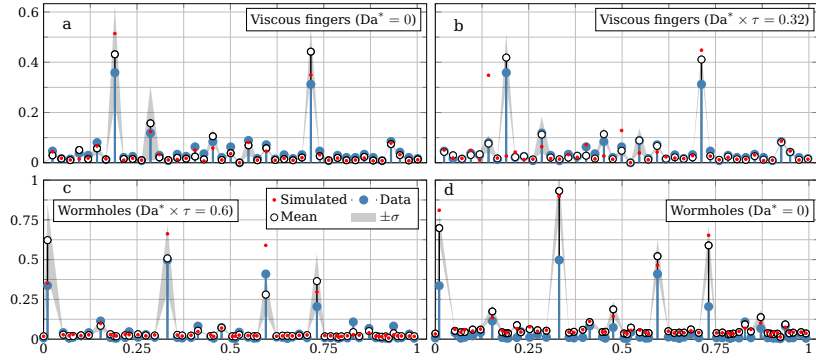 a
Viscous fingers (Da* = 0)
b
Viscous fingers (Da* × τ = 0.32)
0.6
0.4
0.2
0
c
Wormholes (Da* × τ = 0.6)
Simulated
Data
Mean
±σ
d
Wormholes (Da* = 0)
1
0.75
0.5
0.25
0
0 0.25 0.5 0.75 1
0 0.25 0.5 0.75 1